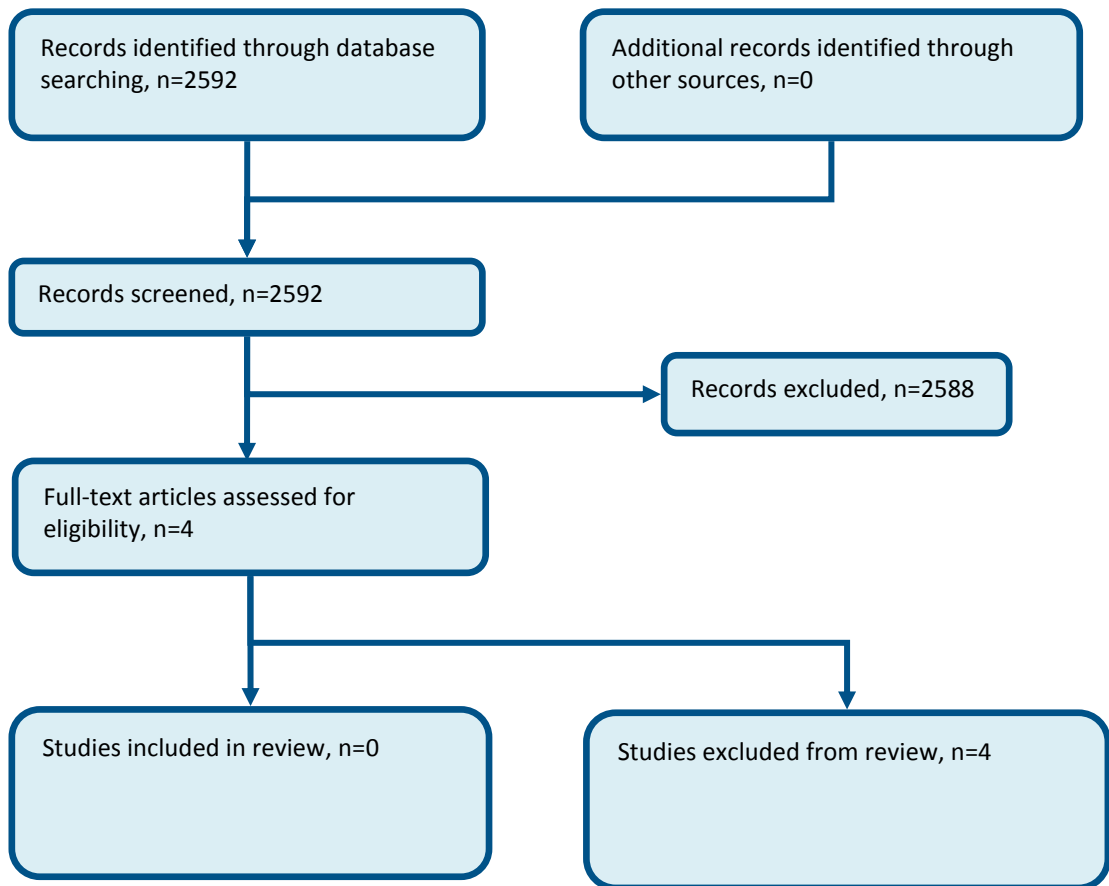 Records identified through database
searching, n=2592
Additional records identified through
other sources, n=0
Records screened, n=2592
Records excluded, n=2588
Full-text articles assessed for
eligibility, n=4
Studies included in review, n=0
Studies excluded from review, n=4